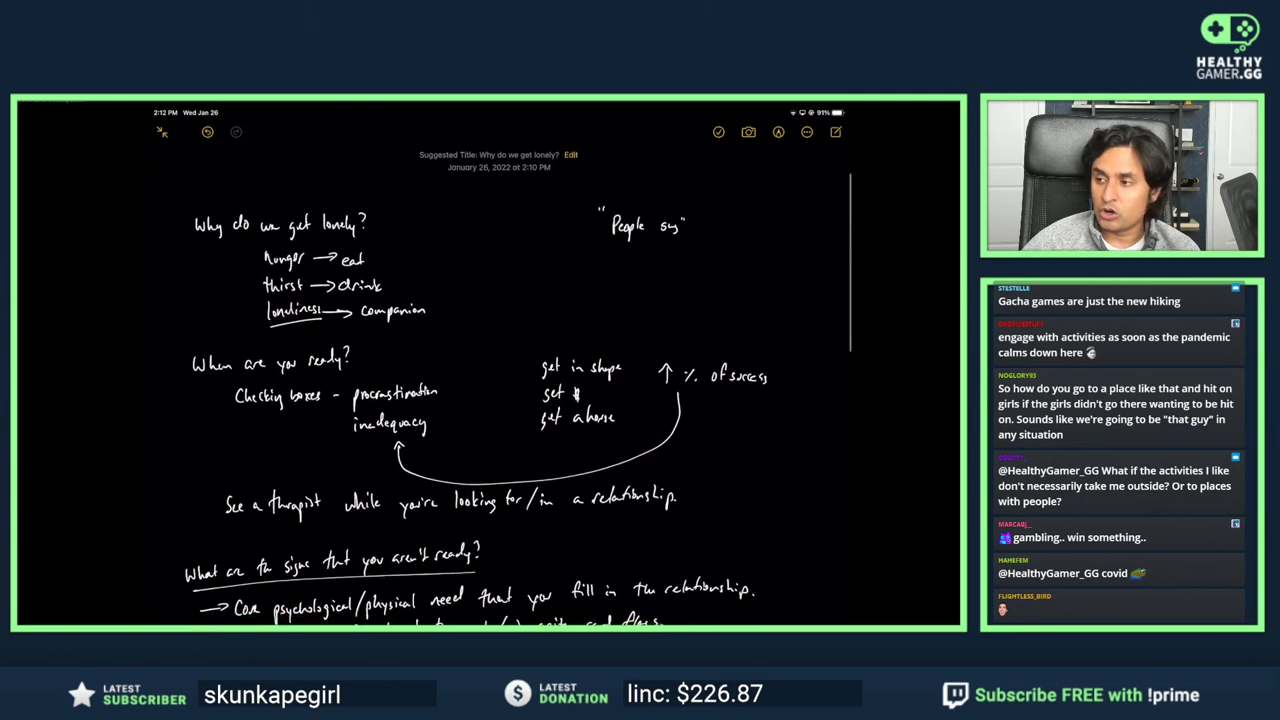 HEALTHY
GAMER.GG
2:12 PM Wed Jan 26
91%
Suggested Title: Why do we get lonely? Edit
January 26, 2022 at 2:10 PM
Why do we get lonely?
"People say"
hunger → eat
thirst → drink
loneliness → companion
When are you ready?
Checking boxes - procrastination
inadequacy
get in shape
get $
get a horse
↑ % of success
See a therapist while you're looking for/in a relationship.
What are the signs that you aren't ready?
→ Core psychological/physical need that you fill in the relationship.
STESTELLE
Gacha games are just the new hiking
engage with activities as soon as the pandemic
calms down here
NOGLORY93
So how do you go to a place like that and hit on
girls if the girls didn't go there wanting to be hit
on. Sounds like we're going to be "that guy" in
any situation
@HealthyGamer_GG What if the activities I like
don't necessarily take me outside? Or to places
with people?
MARCABJ_
gambling.. win something..
HAHEFEM
@HealthyGamer_GG covid
FLIGHTLESS_BIRD
LATEST
SUBSCRIBER
skunkapegirl
LATEST
DONATION
linc: $226.87
Subscribe FREE with !prime